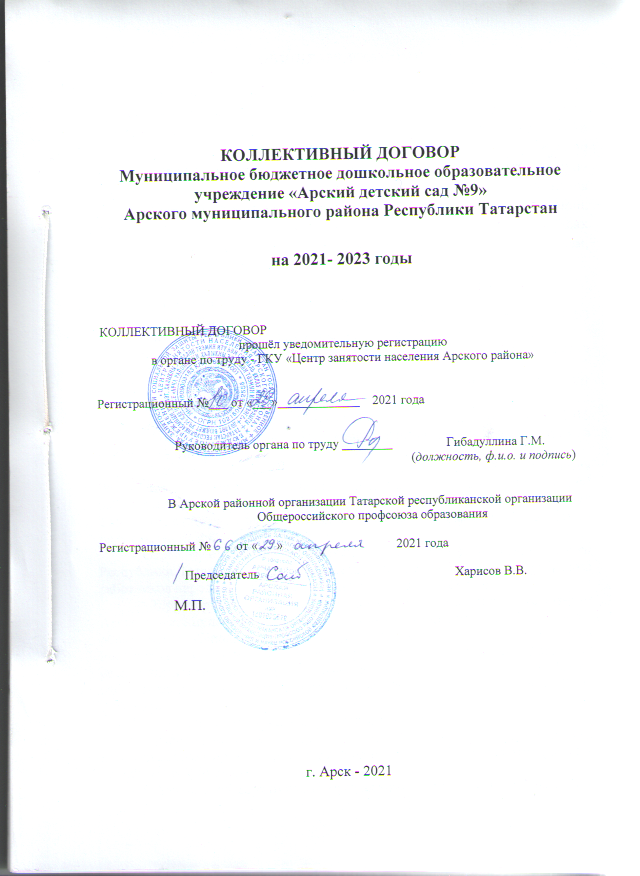 КОЛЛЕКТИВНЫЙ ДОГОВОР
Муниципальное бюджетное дошкольное образовательное
учреждение «Арский детский сад №9»
Арского муниципального района Республики Татарстан
на 2021- 2023 годы
КОЛЛЕКТИВНЫЙ ДОГОВОР
прошёл уведомительную регистрацию
в органе по труду - ГКУ «Центр занятости населения Арского района»
Регистрационный № от «29» апреля 2021 года
Руководитель органа по труду Гибадуллина Г.М.
(должность, ф.и.о. и подпись)
В Арской районной организации Татарской республиканской организации
Общероссийского профсоюза образования
Регистрационный № 66 от «29» апреля 2021 года
Председатель Харисов В.В.
М.П.
г. Арск - 2021